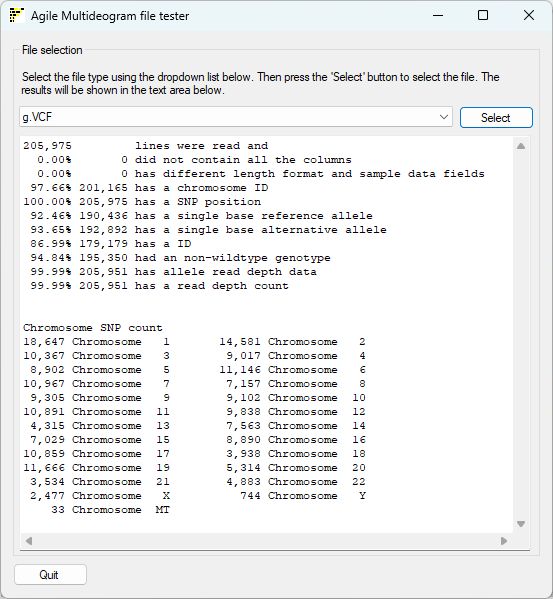 Agile Multideogram file tester
File selection
Select the file type using the dropdown list below. Then press the 'Select' button to select the file. The
results will be shown in the text area below.
g.VCF
Select
205,975 lines were read and
0.00% 0 did not contain all the columns
0.00% 0 has different length format and sample data fields
97.66% 201,165 has a chromosome ID
100.00% 205,975 has a SNP position
92.46% 190,436 has a single base reference allele
93.65% 192,892 has a single base alternative allele
86.99% 179,179 has a ID
94.84% 195,350 had an non-wildtype genotype
99.99% 205,951 has allele read depth data
99.99% 205,951 has a read depth count
Chromosome SNP count
18,647 Chromosome 1 14,581 Chromosome 2
10,367 Chromosome 3 9,017 Chromosome 4
8,902 Chromosome 5 11,146 Chromosome 6
10,967 Chromosome 7 7,157 Chromosome 8
9,305 Chromosome 9 9,102 Chromosome 10
10,891 Chromosome 11 9,838 Chromosome 12
4,315 Chromosome 13 7,563 Chromosome 14
7,029 Chromosome 15 8,890 Chromosome 16
10,859 Chromosome 17 3,938 Chromosome 18
11,666 Chromosome 19 5,314 Chromosome 20
3,534 Chromosome 21 4,883 Chromosome 22
2,477 Chromosome X 744 Chromosome Y
33 Chromosome MT
Quit